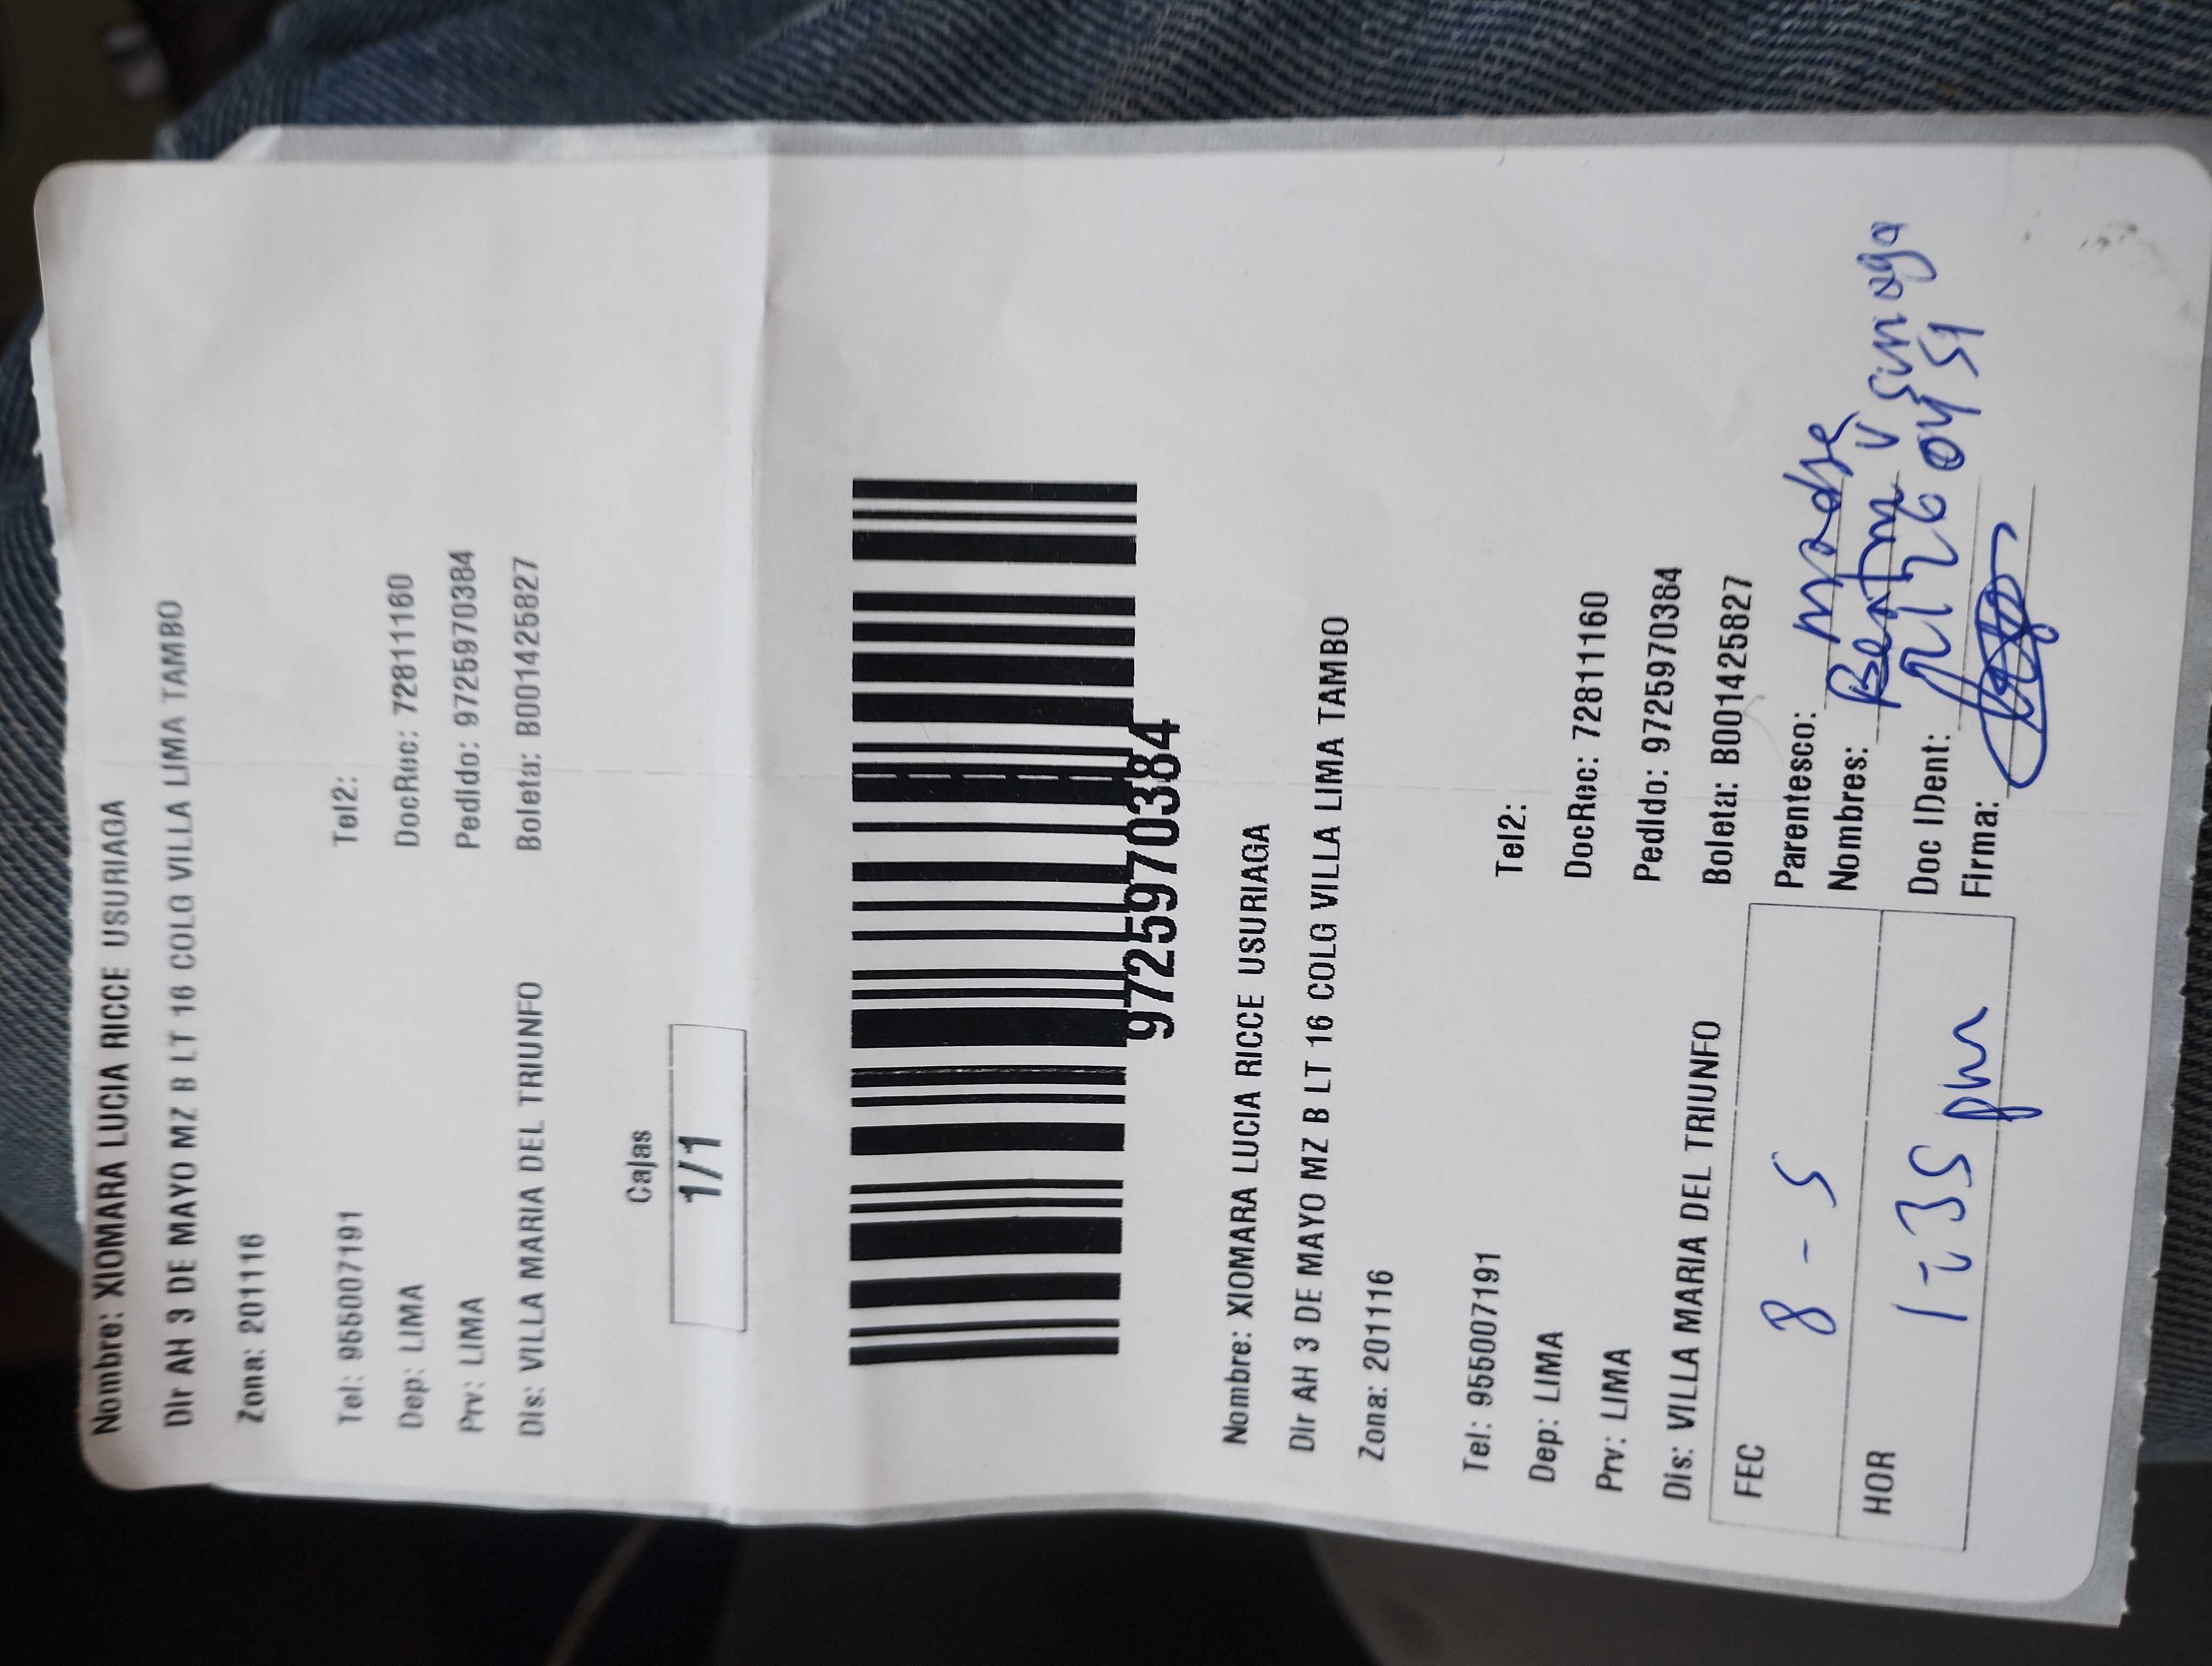 Nombre: XIOMARA LUCIA RICCE USURIAGA
Dir AH 3 DE MAYO MZ B LT 16 COLG VILLA LIMA TAMBO
Zona: 201116
Tel: 955007191 Tel2:
Dep: LIMA DocRec: 72811160
Prv: LIMA Pedido: 9725970384
Dis: VILLA MARIA DEL TRIUNFO Boleta: B001425827
Cajas
1/1
9725970384
Nombre: XIOMARA LUCIA RICCE USURIAGA
Dir AH 3 DE MAYO MZ B LT 16 COLG VILLA LIMA TAMBO
Zona: 201116
Tel: 955007191 Tel2:
Dep: LIMA DocRec: 72811160
Prv: LIMA Pedido: 9725970384
Dis: VILLA MARIA DEL TRIUNFO Boleta: B001425827
FEC 8 - 5 Parentesco: madre
Nombres:
HOR 1:35 pm Doc IDent:
Firma: